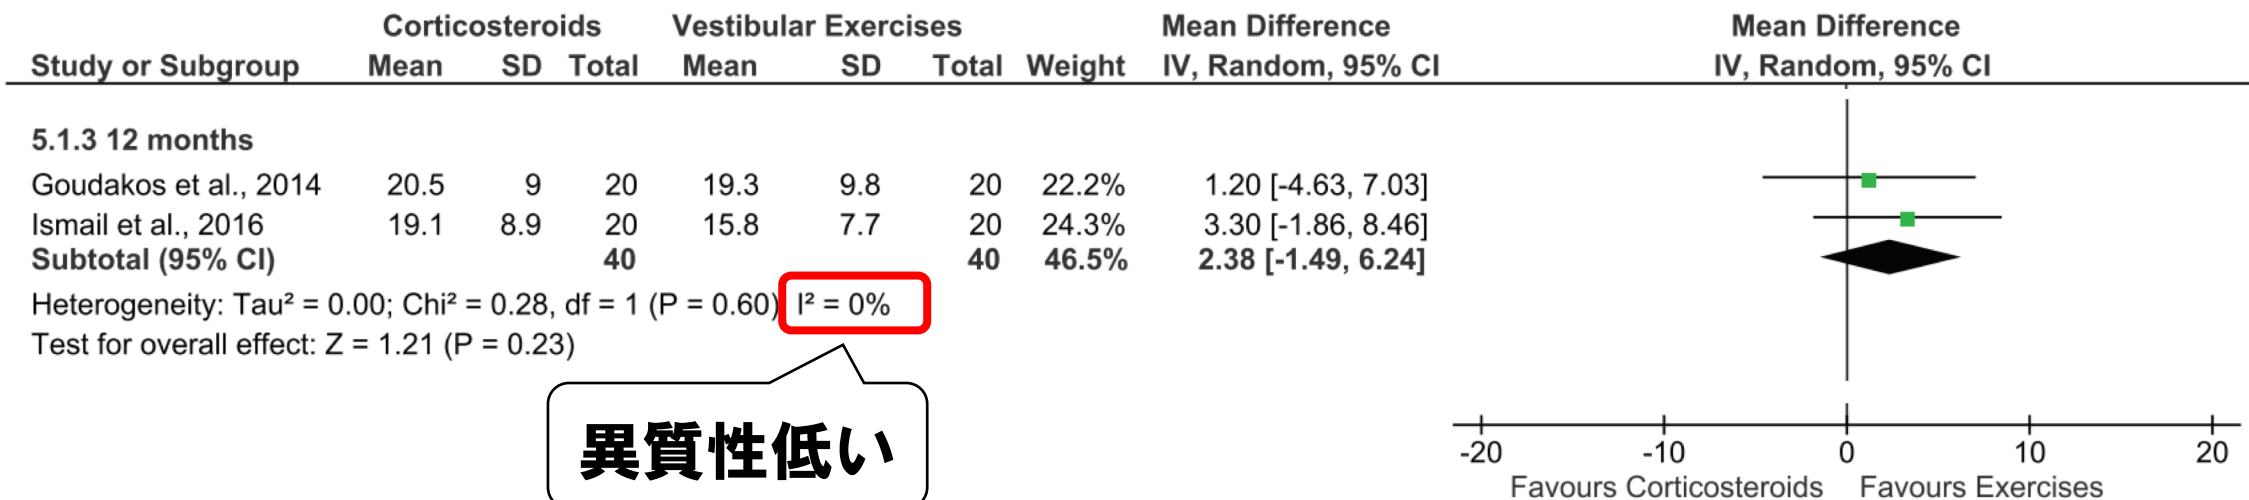 Corticosteroids Vestibular Exercises Mean Difference Mean Difference
Study or Subgroup Mean SD Total Mean SD Total Weight IV, Random, 95% CI IV, Random, 95% CI
5.1.3 12 months
Goudakos et al., 2014 20.5 9 20 19.3 9.8 20 22.2% 1.20 [-4.63, 7.03]
Ismail et al., 2016 19.1 8.9 20 15.8 7.7 20 24.3% 3.30 [-1.86, 8.46]
Subtotal (95% CI) 40 40 46.5% 2.38 [-1.49, 6.24]
Heterogeneity: Tau² = 0.00; Chi² = 0.28, df = 1 (P = 0.60) I² = 0%
Test for overall effect: Z = 1.21 (P = 0.23)
異質性低い
-20 -10 0 10 20
Favours Corticosteroids Favours Exercises